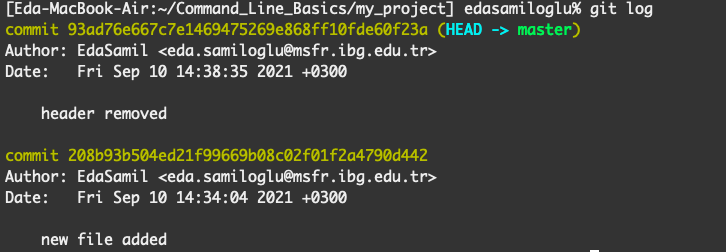 [Eda-MacBook-Air:~/Command_Line_Basics/my_project] edasamiloglu% git log
commit 93ad76e667c7e1469475269e868ff10fde60f23a (HEAD -> master)
Author: EdaSamil <eda.samiloglu@msfr.ibg.edu.tr>
Date:   Fri Sep 10 14:38:35 2021 +0300
header removed
commit 208b93b504ed21f99669b08c02f01f2a4790d442
Author: EdaSamil <eda.samiloglu@msfr.ibg.edu.tr>
Date:   Fri Sep 10 14:34:04 2021 +0300
new file added